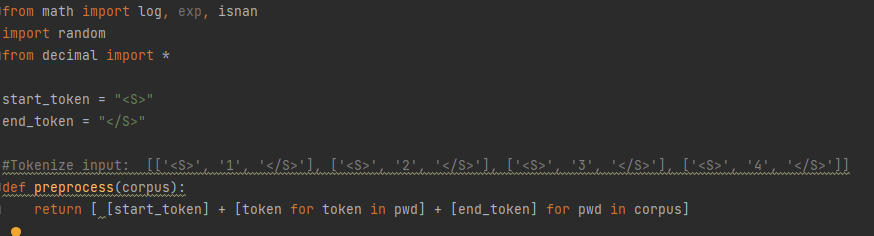 from math import log, exp, isnan
import random
from decimal import *
start_token = "<S>"
end_token = "</S>"
#Tokenize input:  [['<S>', '1', '</S>'], ['<S>', '2', '</S>'], ['<S>', '3', '</S>'], ['<S>', '4', '</S>']]
def preprocess(corpus):
    return [ [start_token] + [token for token in pwd] + [end_token] for pwd in corpus]